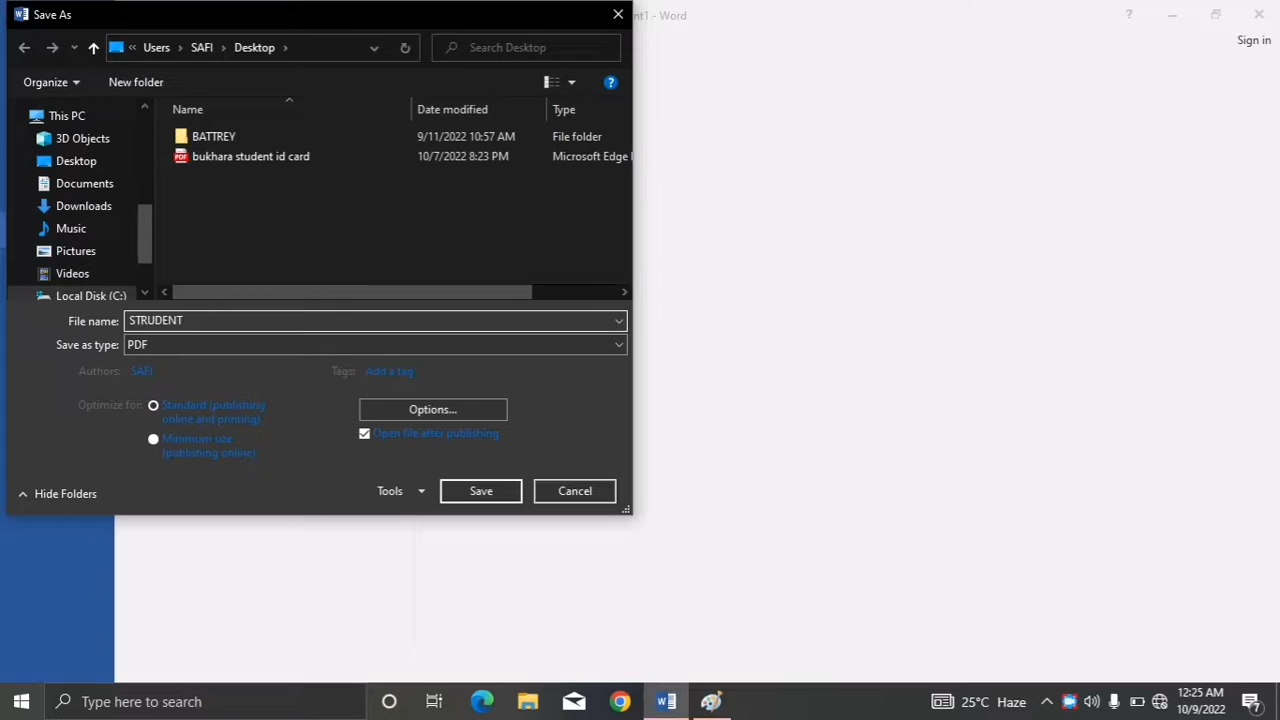 Save As
nt1 - Word
?
Sign in
Users > SAFI > Desktop >
Search Desktop
Organize
New folder
?
Name
Date modified
Type
BATTREY
9/11/2022 10:57 AM
File folder
bukhara student id card
10/7/2022 8:23 PM
Microsoft Edge
This PC
3D Objects
Desktop
Documents
Downloads
Music
Pictures
Videos
Local Disk (C:)
File name:
STRUDENT
Save as type:
PDF
Authors:
SAFI
Tags:
Add a tag
Optimize for:
Standard (publishing
online and printing)
Minimum size
(publishing online)
Options...
Open file after publishing
Hide Folders
Tools
Save
Cancel
Type here to search
25°C Haze
12:25 AM
10/9/2022
7